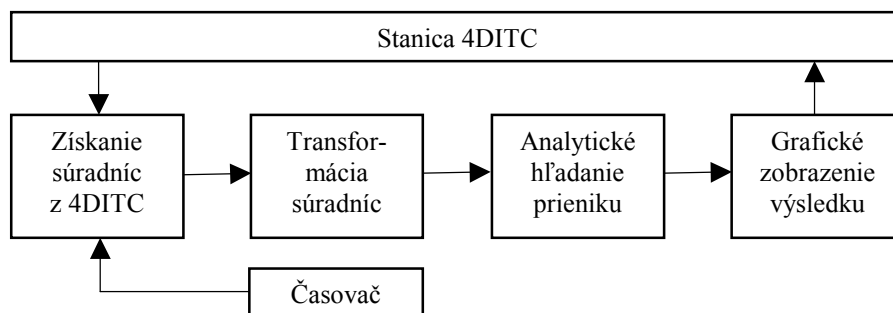 Stanica 4DITC
Získanie
súradníc
z 4DITC
Transfor-
mácia
súradníc
Analytické
hľadanie
prieniku
Grafické
zobrazenie
výsledku
Časovač